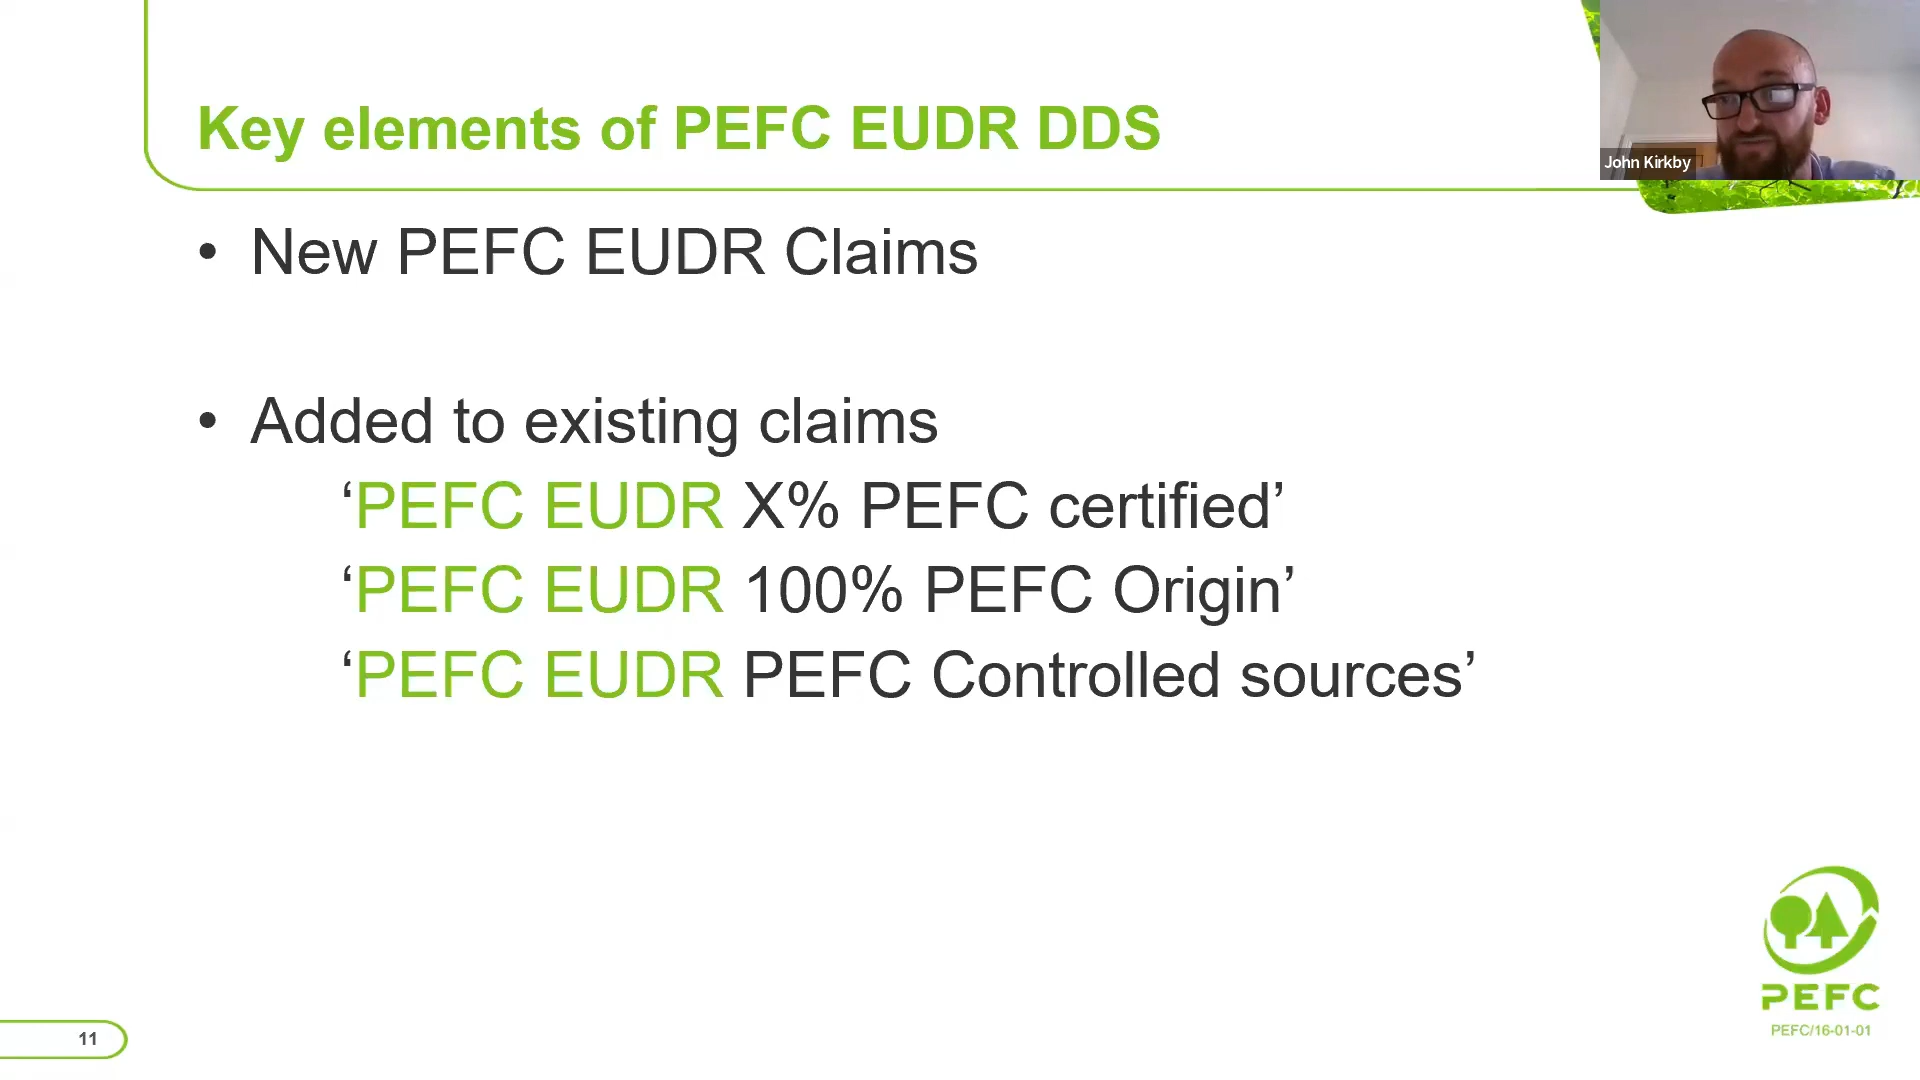 Key elements of PEFC EUDR DDS
John Kirkby
• New PEFC EUDR Claims
• Added to existing claims
‘PEFC EUDR X% PEFC certified’
‘PEFC EUDR 100% PEFC Origin’
‘PEFC EUDR PEFC Controlled sources’
PEFC
PEFC/16-01-01
11